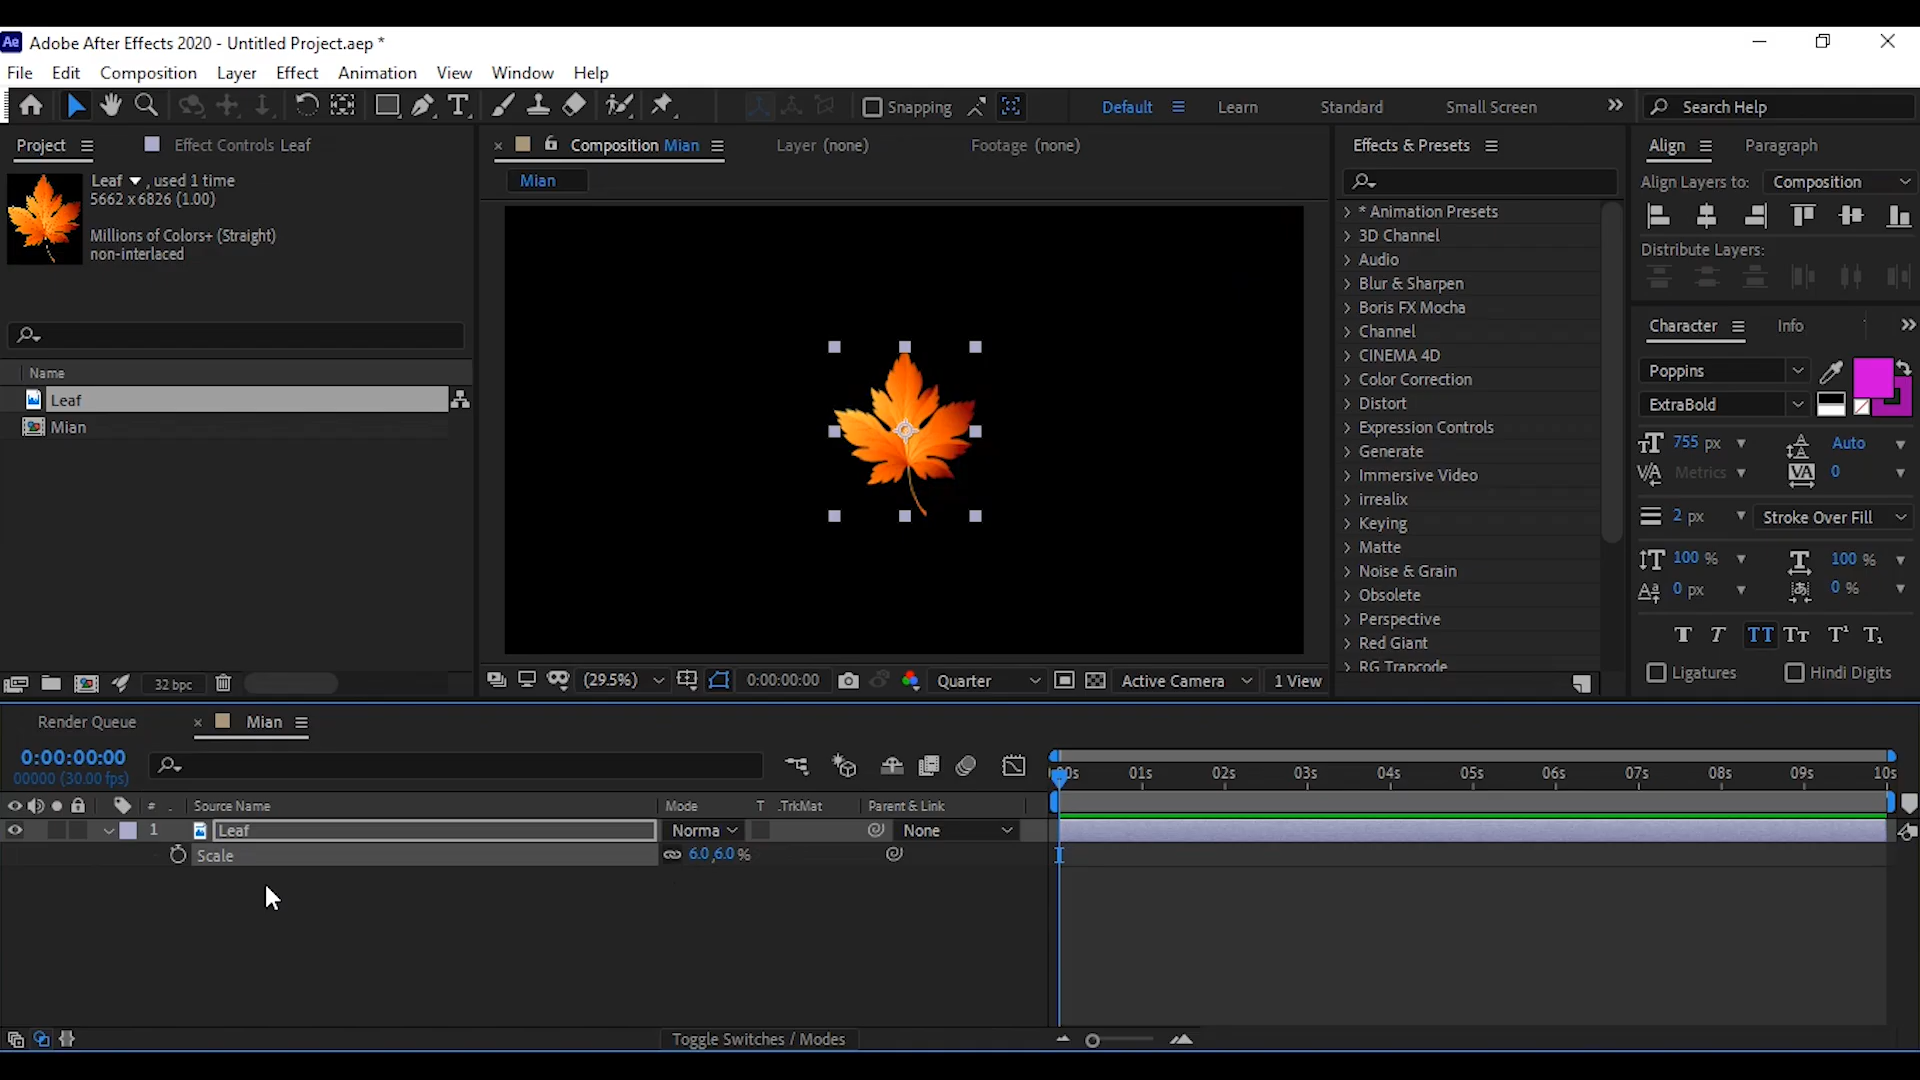 Ae Adobe After Effects 2020 - Untitled Project.aep *
File Edit Composition Layer Effect Animation View Window Help
Snapping Default Learn Standard Small Screen Search Help
Project Effect Controls Leaf
Leaf , used 1 time
5662 x 6826 (1.00)
Millions of Colors+ (Straight)
non-interlaced
Name
Leaf
Mian
32 bpc
Composition Mian Layer (none) Footage (none)
Mian
(29.5%) 0:00:00:00 Quarter Active Camera 1 View
Effects & Presets
* Animation Presets
3D Channel
Audio
Blur & Sharpen
Boris FX Mocha
Channel
CINEMA 4D
Color Correction
Distort
Expression Controls
Generate
Immersive Video
irrealix
Keying
Matte
Noise & Grain
Obsolete
Perspective
Red Giant
RG Trapcode
Align Paragraph
Align Layers to: Composition
Distribute Layers:
Character Info
Poppins
ExtraBold
755 px Auto
Metrics 0
2 px Stroke Over Fill
100 % 100 %
0 px 0 %
T T TT Tт T¹ T₁
Ligatures Hindi Digits
Render Queue Mian
0:00:00:00
00000 (30.00 fps)
# Source Name Mode T .TrkMat Parent & Link
1 Leaf Norma None
Scale 6.0,6.0 %
00s 01s 02s 03s 04s 05s 06s 07s 08s 09s 10s
Toggle Switches / Modes